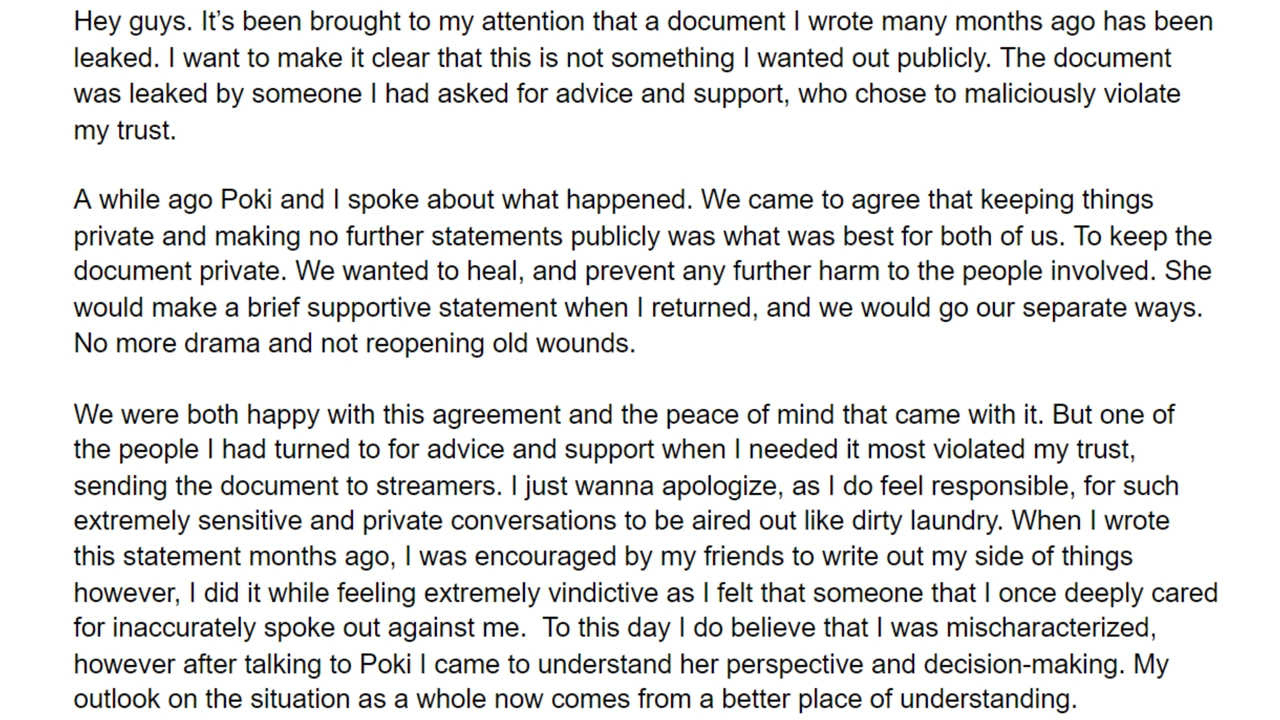 Hey guys. It’s been brought to my attention that a document I wrote many months ago has been
leaked. I want to make it clear that this is not something I wanted out publicly. The document
was leaked by someone I had asked for advice and support, who chose to maliciously violate
my trust.
A while ago Poki and I spoke about what happened. We came to agree that keeping things
private and making no further statements publicly was what was best for both of us. To keep the
document private. We wanted to heal, and prevent any further harm to the people involved. She
would make a brief supportive statement when I returned, and we would go our separate ways.
No more drama and not reopening old wounds.
We were both happy with this agreement and the peace of mind that came with it. But one of
the people I had turned to for advice and support when I needed it most violated my trust,
sending the document to streamers. I just wanna apologize, as I do feel responsible, for such
extremely sensitive and private conversations to be aired out like dirty laundry. When I wrote
this statement months ago, I was encouraged by my friends to write out my side of things
however, I did it while feeling extremely vindictive as I felt that someone that I once deeply cared
for inaccurately spoke out against me.  To this day I do believe that I was mischaracterized,
however after talking to Poki I came to understand her perspective and decision-making. My
outlook on the situation as a whole now comes from a better place of understanding.